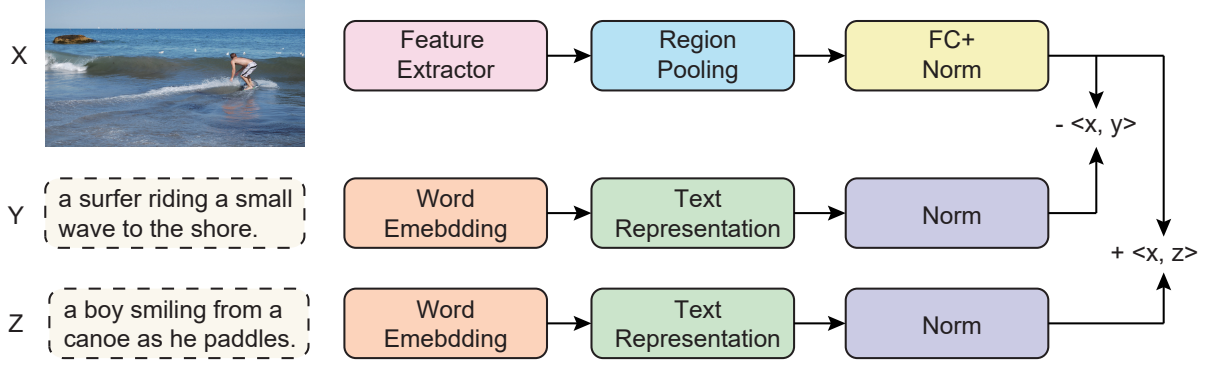 X
Feature
Extractor
Region
Pooling
FC+
Norm
- <x, y>
Y
a surfer riding a small
wave to the shore.
Word
Emebdding
Text
Representation
Norm
+ <x, z>
Z
a boy smiling from a
canoe as he paddles.
Word
Emebdding
Text
Representation
Norm